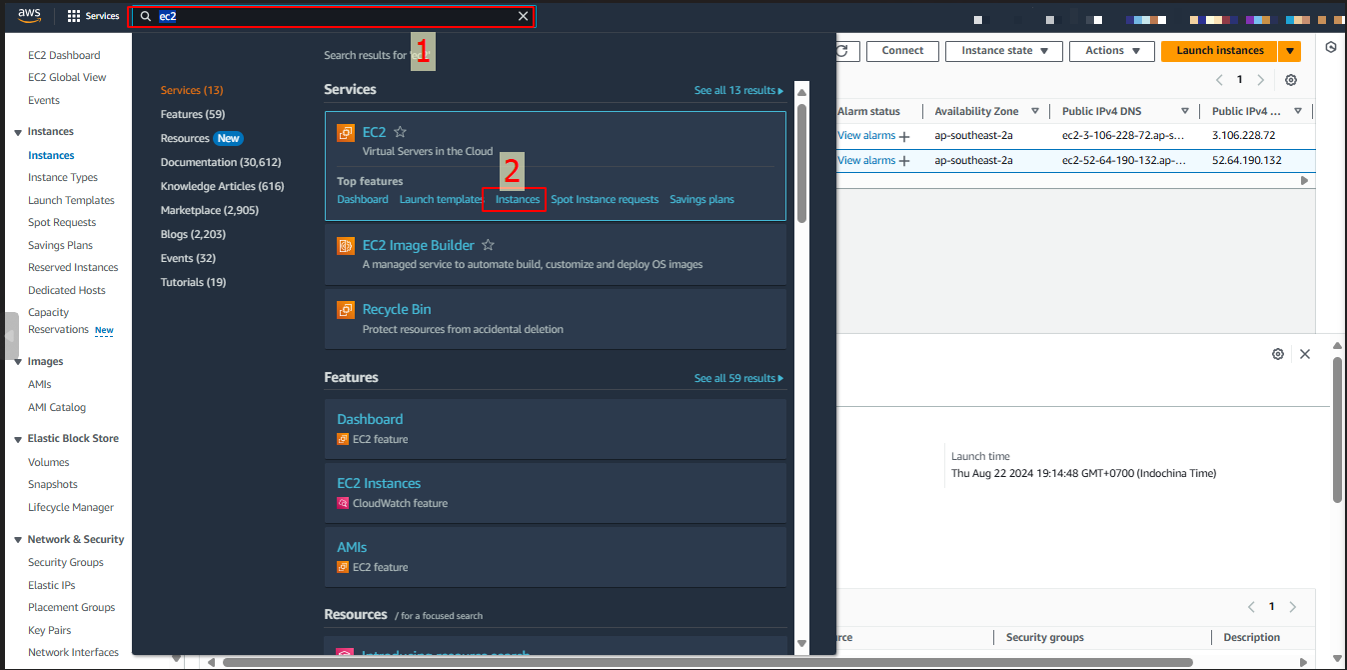 aws
Services
ec2
1
Search results for 'ec2'
Services (13)
Features (59)
Resources New
Documentation (30,612)
Knowledge Articles (616)
Marketplace (2,905)
Blogs (2,203)
Events (32)
Tutorials (19)
Services
See all 13 results
EC2
Virtual Servers in the Cloud
2
Top features
Dashboard
Launch templates
Instances
Spot Instance requests
Savings plans
EC2 Image Builder
A managed service to automate build, customize and deploy OS images
Recycle Bin
Protect resources from accidental deletion
Features
See all 59 results
Dashboard
EC2 feature
EC2 Instances
CloudWatch feature
AMIs
EC2 feature
Resources / for a focused search
Introducing resource search
EC2 Dashboard
EC2 Global View
Events
Instances
Instances
Instance Types
Launch Templates
Spot Requests
Savings Plans
Reserved Instances
Dedicated Hosts
Capacity
Reservations New
Images
AMIs
AMI Catalog
Elastic Block Store
Volumes
Snapshots
Lifecycle Manager
Network & Security
Security Groups
Elastic IPs
Placement Groups
Key Pairs
Network Interfaces
Connect
Instance state
Actions
Launch instances
1
Alarm status
Availability Zone
Public IPv4 DNS
Public IPv4 ...
View alarms +
ap-southeast-2a
ec2-3-106-228-72.ap-s...
3.106.228.72
View alarms +
ap-southeast-2a
ec2-52-64-190-132.ap-...
52.64.190.132
Launch time
Thu Aug 22 2024 19:14:48 GMT+0700 (Indochina Time)
1
rce
Security groups
Description